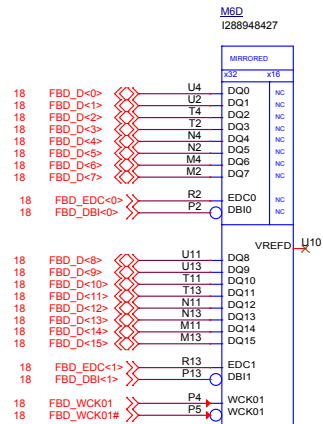 M6D
I288948427
MIRRORED
x32 x16
18 FBD_D<0> U4 DQ0 NC
18 FBD_D<1> U2 DQ1 NC
18 FBD_D<2> T4 DQ2 NC
18 FBD_D<3> T2 DQ3 NC
18 FBD_D<4> N4 DQ4 NC
18 FBD_D<5> N2 DQ5 NC
18 FBD_D<6> M4 DQ6 NC
18 FBD_D<7> M2 DQ7 NC
18 FBD_EDC<0> R2 EDC0 NC
18 FBD_DBI<0> P2 DBI0 NC
VREFD U10
18 FBD_D<8> U11 DQ8
18 FBD_D<9> U13 DQ9
18 FBD_D<10> T11 DQ10
18 FBD_D<11> T13 DQ11
18 FBD_D<12> N11 DQ12
18 FBD_D<13> N13 DQ13
18 FBD_D<14> M11 DQ14
18 FBD_D<15> M13 DQ15
18 FBD_EDC<1> R13 EDC1
18 FBD_DBI<1> P13 DBI1
18 FBD_WCK01 P4 WCK01
18 FBD_WCK01# P5 WCK01